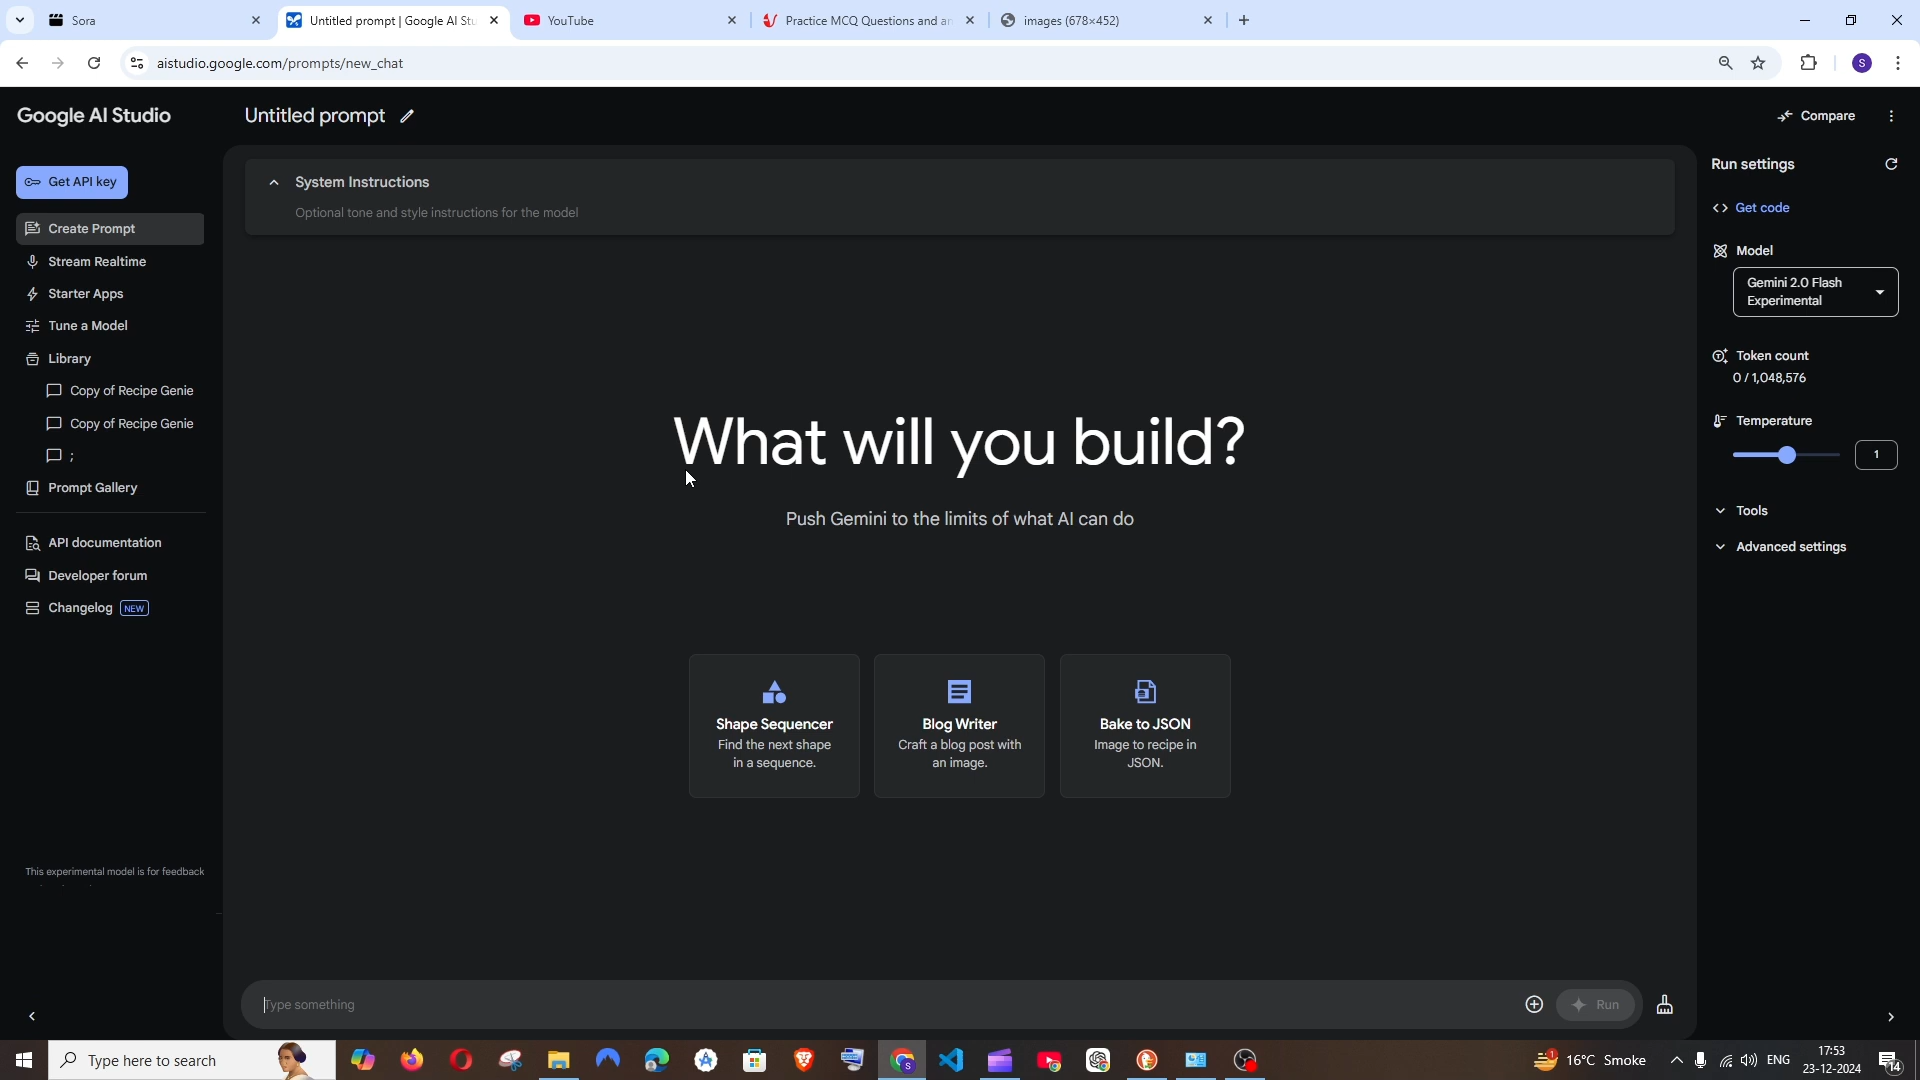 Sora
Untitled prompt | Google AI Stu
YouTube
Practice MCQ Questions and an
images (678×452)
aistudio.google.com/prompts/new_chat
S
Google AI Studio
Untitled prompt
Compare
Get API key
Create Prompt
Stream Realtime
Starter Apps
Tune a Model
Library
Copy of Recipe Genie
Copy of Recipe Genie
;
Prompt Gallery
API documentation
Developer forum
Changelog NEW
This experimental model is for feedback
System Instructions
Optional tone and style instructions for the model
What will you build?
Push Gemini to the limits of what AI can do
Shape Sequencer
Find the next shape
in a sequence.
Blog Writer
Craft a blog post with
an image.
Bake to JSON
Image to recipe in
JSON.
Type something
Run
Run settings
Get code
Model
Gemini 2.0 Flash
Experimental
Token count
0 / 1,048,576
Temperature
1
Tools
Advanced settings
Type here to search
1
16°C Smoke
ENG
17:53
23-12-2024
14